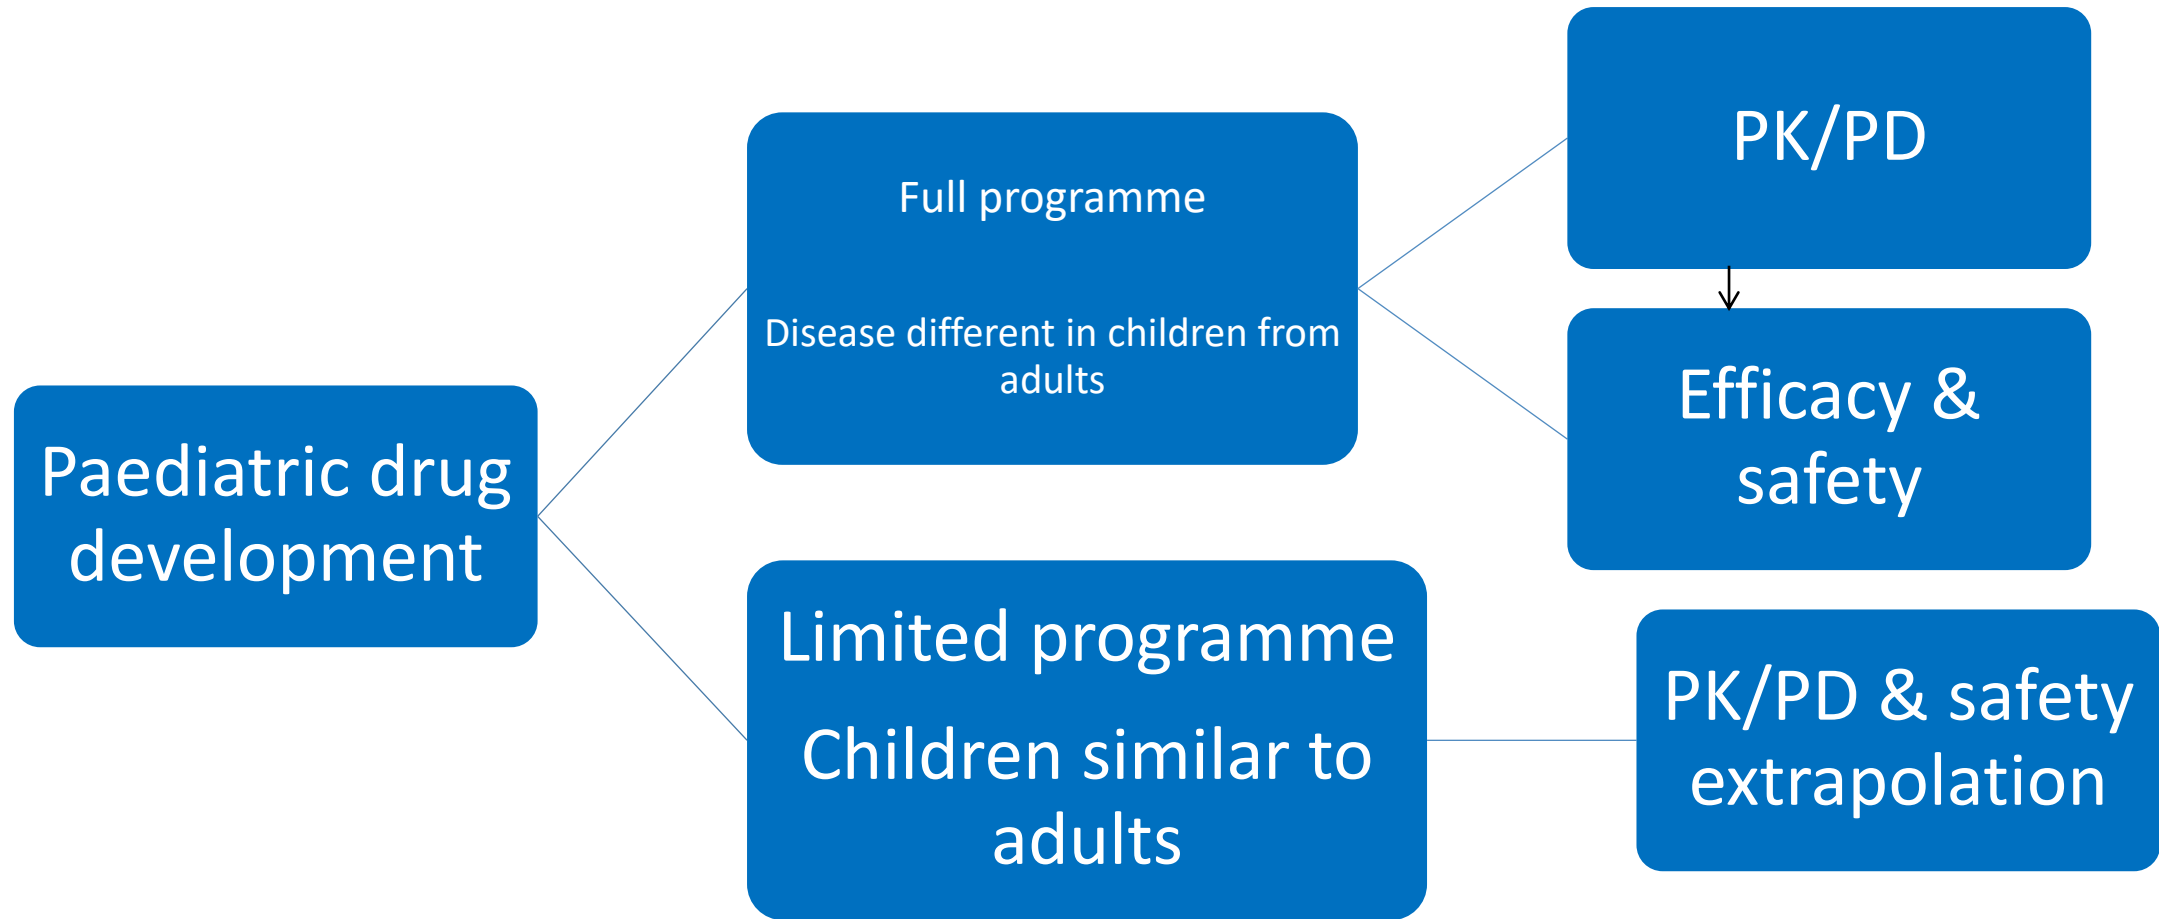 Paediatric drug
development
Full programme
Disease different in children from
adults
PK/PD
Efficacy &
safety
Limited programme
Children similar to
adults
PK/PD & safety
extrapolation